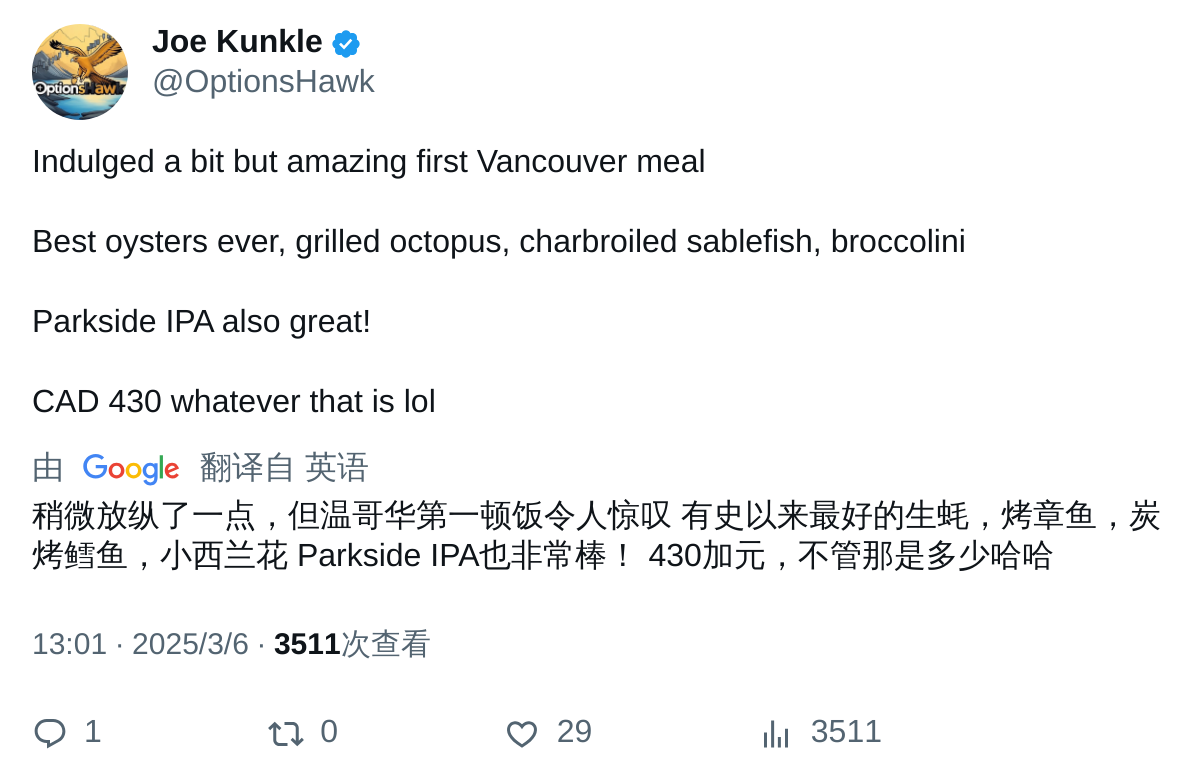 OptionsHawk
Joe Kunkle
@OptionsHawk
Indulged a bit but amazing first Vancouver meal
Best oysters ever, grilled octopus, charbroiled sablefish, broccolini
Parkside IPA also great!
CAD 430 whatever that is lol
由 Google 翻译自 英语
稍微放纵了一点，但温哥华第一顿饭令人惊叹 有史以来最好的生蚝，烤章鱼，炭
烤鳕鱼，小西兰花 Parkside IPA也非常棒！ 430加元，不管那是多少哈哈
13:01 · 2025/3/6 · 3511次查看
1 0 29 3511